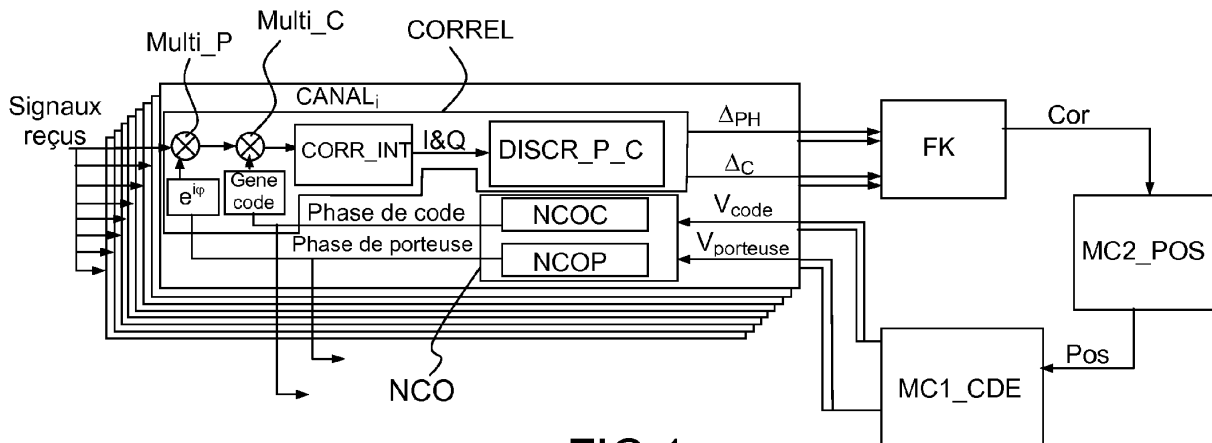 Multi_P
Multi_C
CORREL
Signaux
reçus
CANALi
CORR_INT
I&Q
DISCR_P_C
ΔPH
ΔC
FK
Cor
eiφ
Gene
code
Phase de code
NCOC
Vcode
Phase de porteuse
NCOP
Vporteuse
MC2_POS
NCO
Pos
MC1_CDE